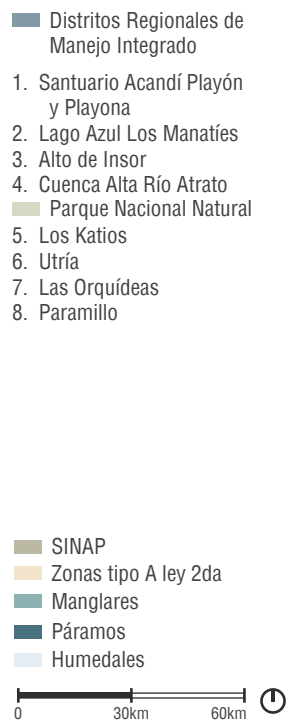 Distritos Regionales de
Manejo Integrado
1. Santuario Acandí Playón
y Playona
2. Lago Azul Los Manatíes
3. Alto de Insor
4. Cuenca Alta Río Atrato
Parque Nacional Natural
5. Los Katios
6. Utría
7. Las Orquídeas
8. Paramillo
SINAP
Zonas tipo A ley 2da
Manglares
Páramos
Humedales
0 30km 60km